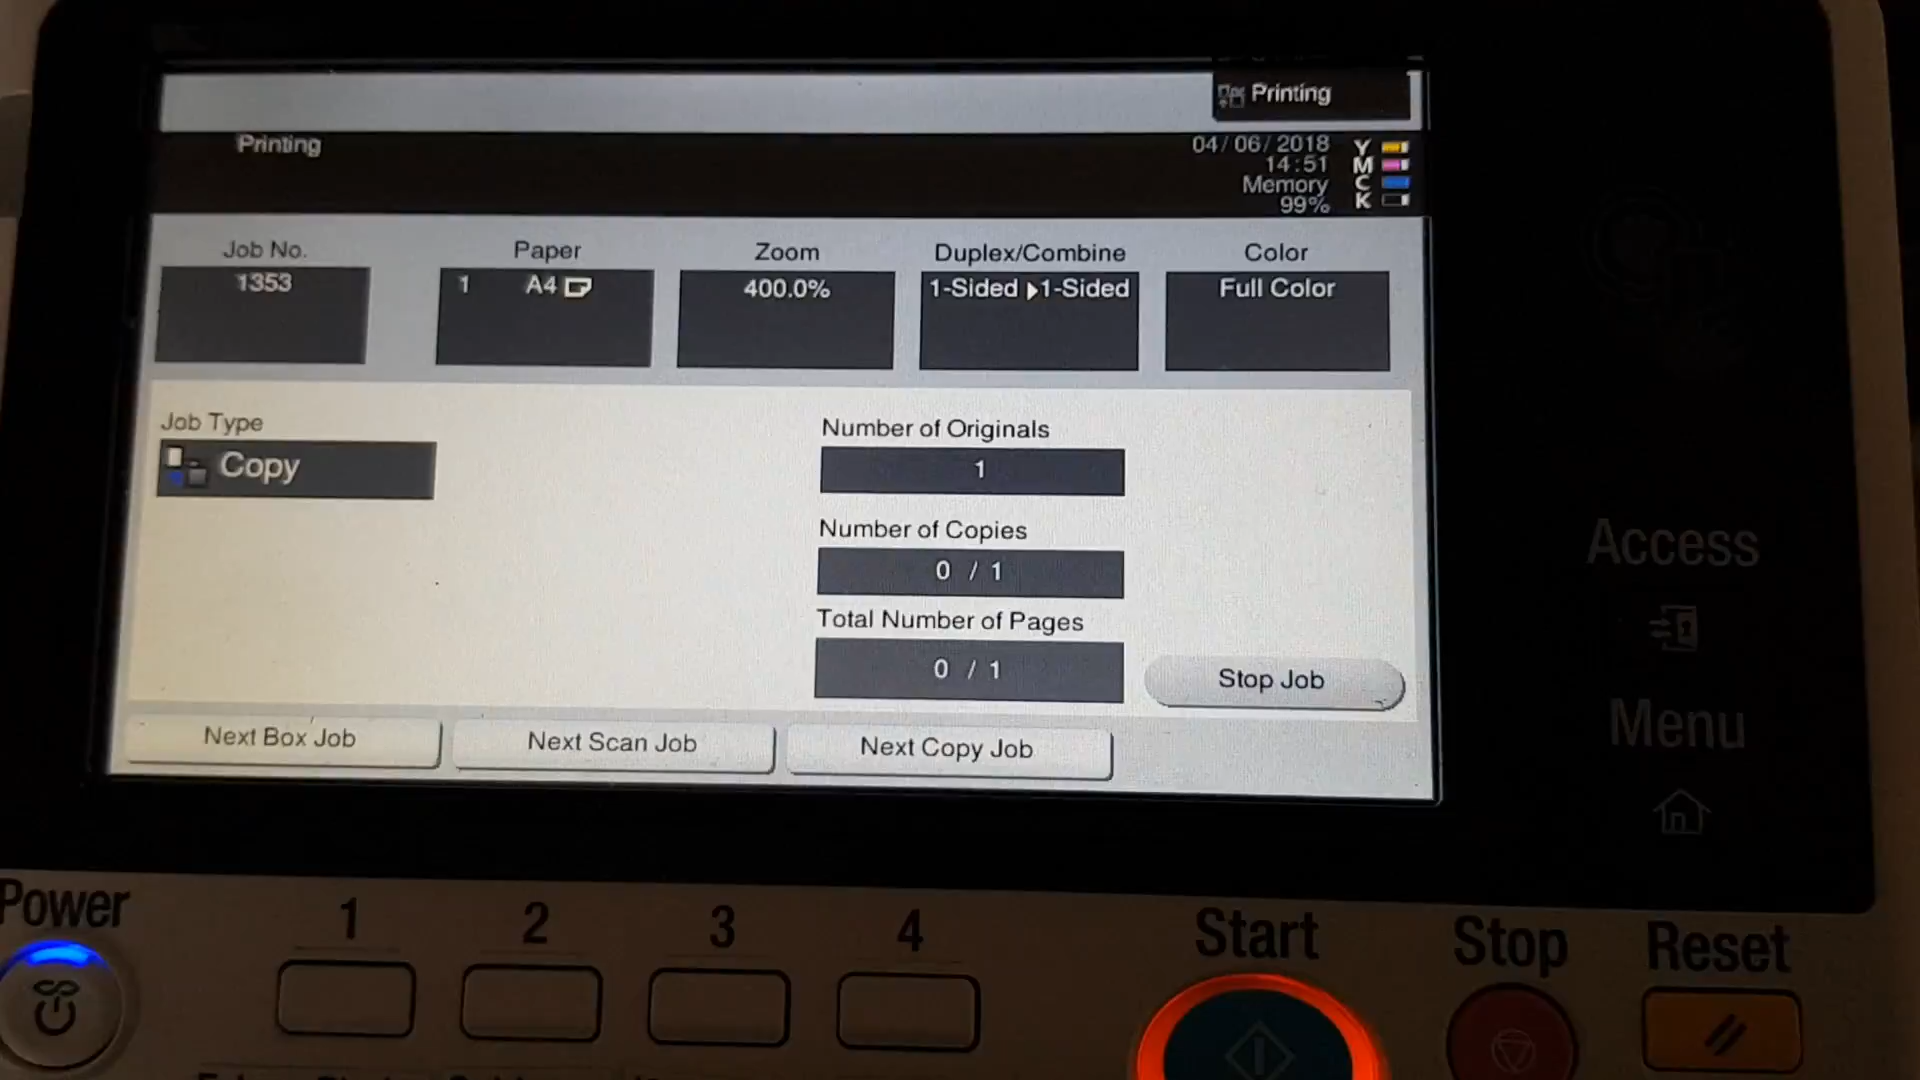 Printing
Printing
04/06/2018
14:51
Memory
99%
Y
M
C
K
Job No.
1353
Paper
1 A4
Zoom
400.0%
Duplex/Combine
1-Sided ▶1-Sided
Color
Full Color
Job Type
Copy
Number of Originals
1
Number of Copies
0 / 1
Total Number of Pages
0 / 1
Stop Job
Next Box Job
Next Scan Job
Next Copy Job
Access
Menu
Power
1
2
3
4
Start
Stop
Reset